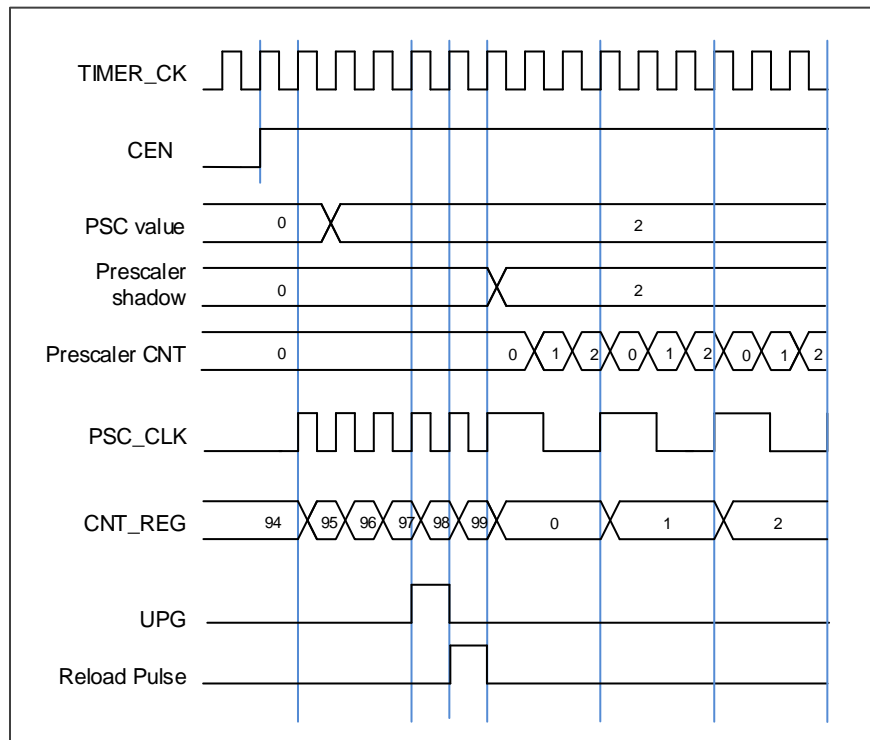 TIMER_CK
CEN
PSC value 0 2
Prescaler
shadow 0 2
Prescaler CNT 0 0 1 2 0 1 2 0 1 2
PSC_CLK
CNT_REG 94 95 96 97 98 99 0 1 2
UPG
Reload Pulse